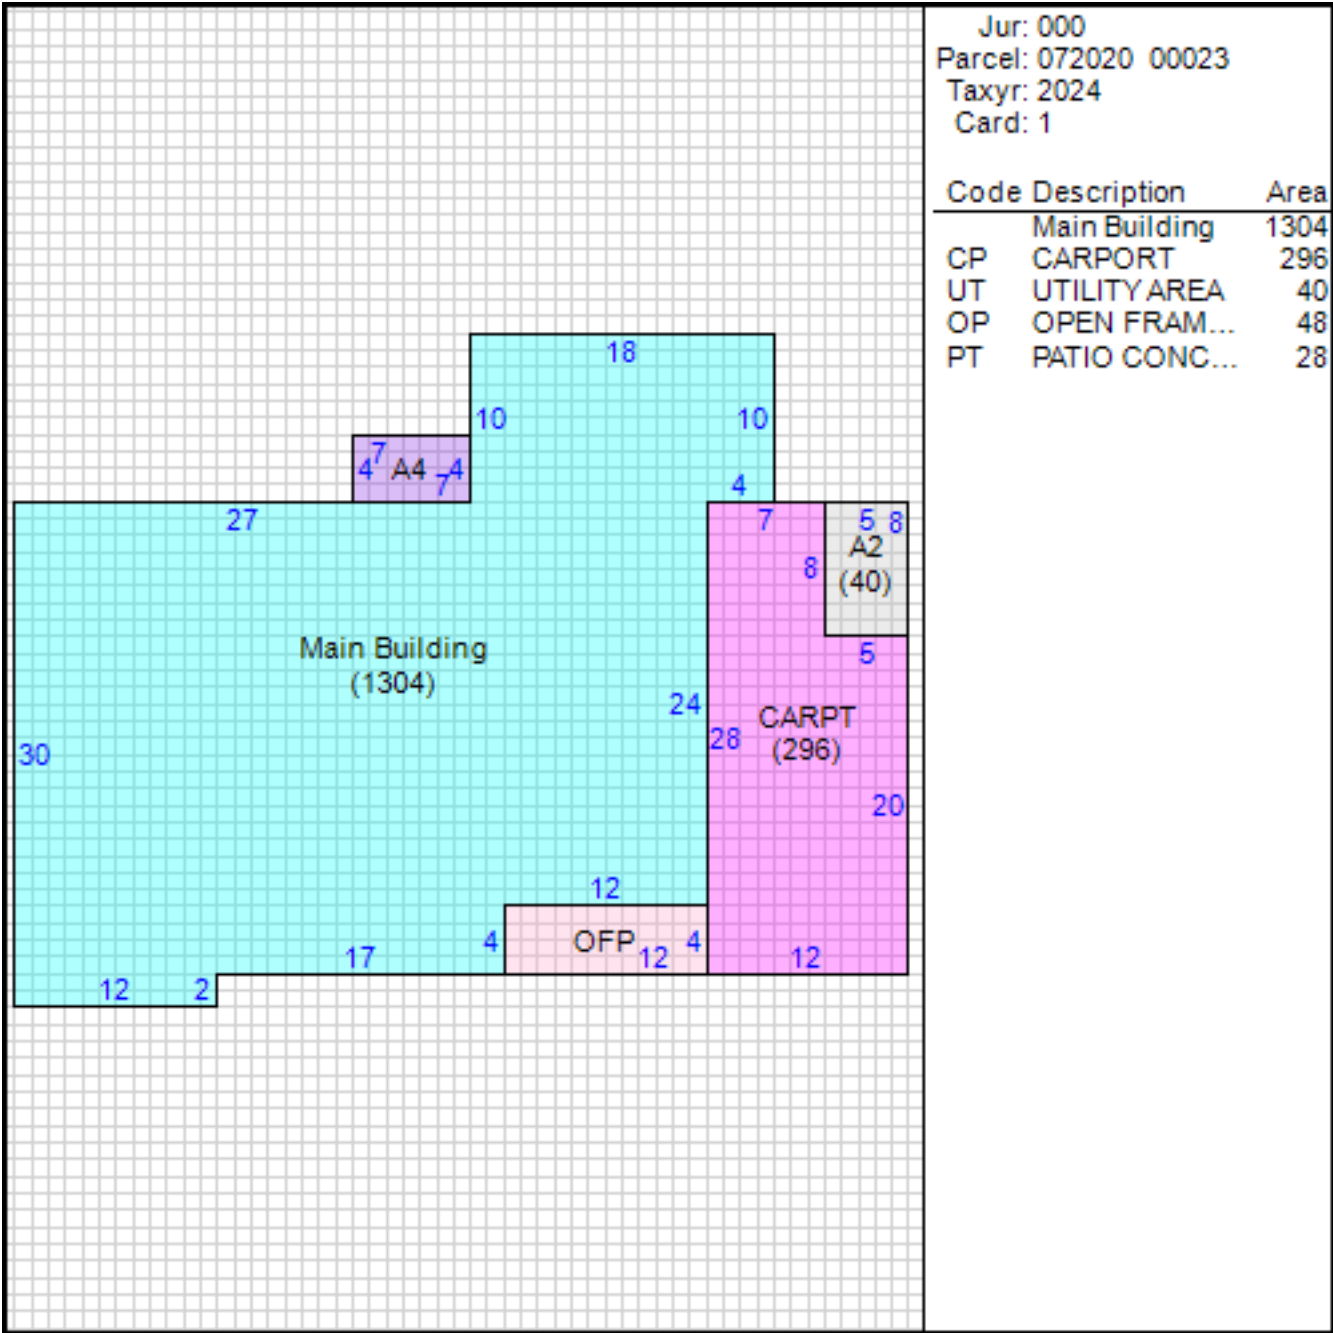 Jur: 000
Parcel: 072020 00023
Taxyr: 2024
Card: 1
Code Description Area
Main Building 1304
CP CARPORT 296
UT UTILITY AREA 40
OP OPEN FRAM... 48
PT PATIO CONC... 28
18
10 10
7
4 A4 4
7
4
27
7
5 8
A2
8
(40)
Main Building
(1304)
5
24
CARPT
28
(296)
30
20
12
4 OFP 4
17
12
12
12 2